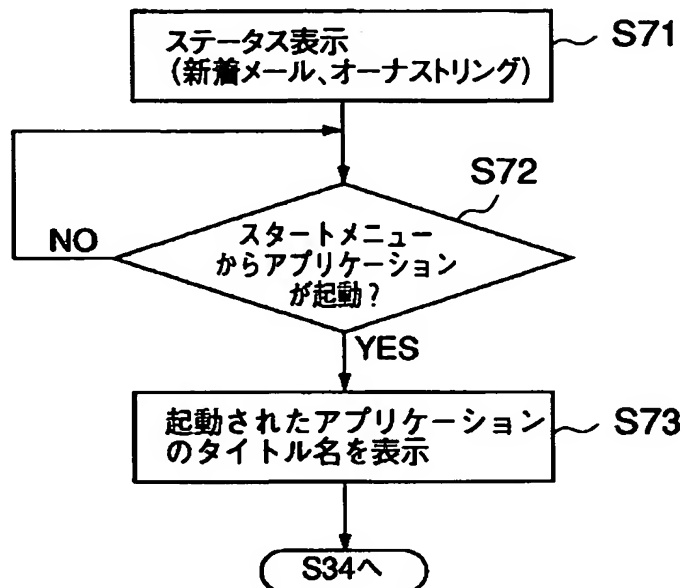 ステータス表示
(新着メール、オーナストリング)
S71
S72
スタートメニュー
からアプリケーション
が起動?
NO
YES
起動されたアプリケーション
のタイトル名を表示
S73
S34へ